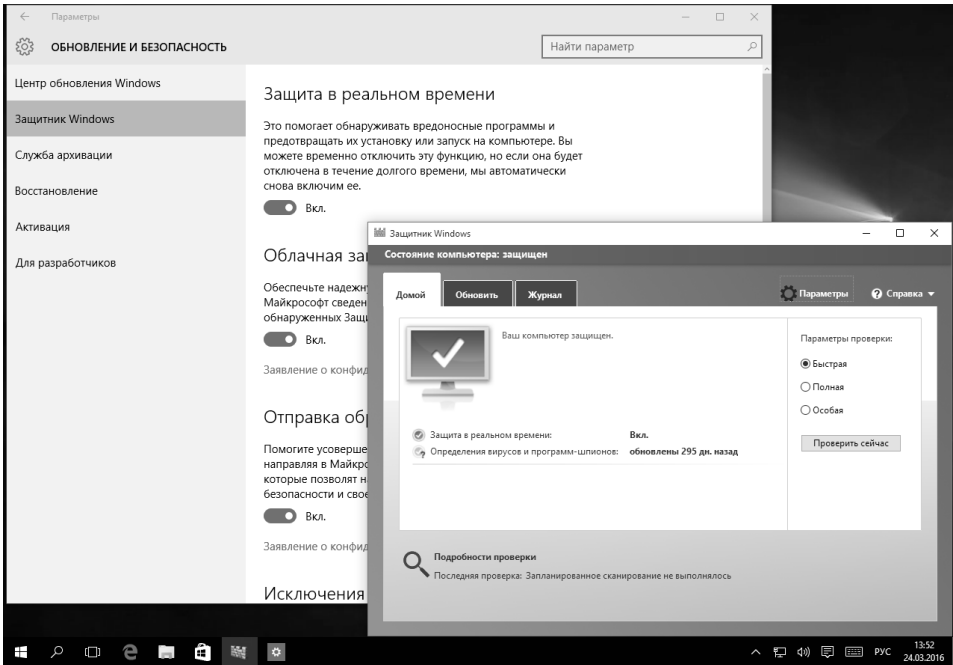 Параметры
ОБНОВЛЕНИЕ И БЕЗОПАСНОСТЬ
Найти параметр
Центр обновления Windows
Защитник Windows
Служба архивации
Восстановление
Активация
Для разработчиков
Защита в реальном времени
Это помогает обнаруживать вредоносные программы и
предотвращать их установку или запуск на компьютере. Вы
можете временно отключить эту функцию, но если она будет
отключена в течение долгого времени, мы автоматически
снова включим ее.
Вкл.
Облачная за
Обеспечьте надежн
Майкрософт сведен
обнаруженных Защи
Вкл.
Заявление о конфид
Отправка обр
Помогите усоверше
направляя в Майкро
которые позволят н
безопасности и свое
Вкл.
Заявление о конфид
Исключения
Защитник Windows
Состояние компьютера: защищен
Домой
Обновить
Журнал
Параметры
Справка
Ваш компьютер защищен.
Защита в реальном времени: Вкл.
Определения вирусов и программ-шпионов: обновлены 295 дн. назад
Параметры проверки:
Быстрая
Полная
Особая
Проверить сейчас
Подробности проверки
Последняя проверка: Запланированное сканирование не выполнялось
РУС
13:52
24.03.2016